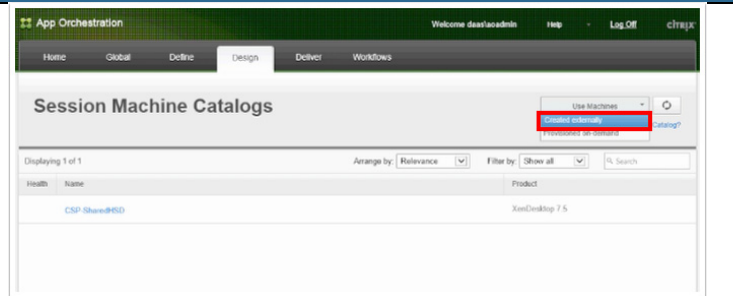 App Orchestration
Welcome daas\aoadmin Help Log Off citrix
Home Global Define Design Deliver Workflows
Session Machine Catalogs
Use Machines
Created externally
Provisioned on-demand
Catalog?
Displaying 1 of 1
Arrange by: Relevance Filter by: Show all Search
Health Name Product
CSP-SharedHSD XenDesktop 7.5